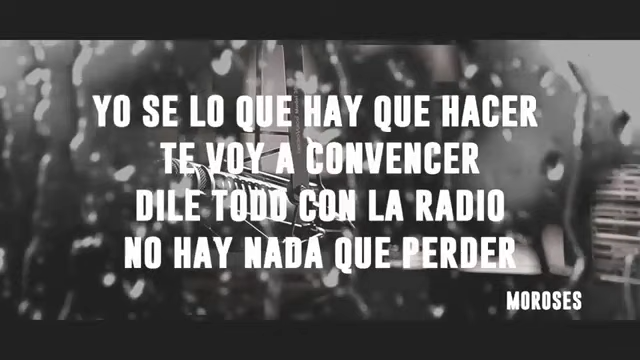 YO SE LO QUE HAY QUE HACER
TE VOY A CONVENCER
DILE TODO CON LA RADIO
NO HAY NADA QUE PERDER
MOROSES